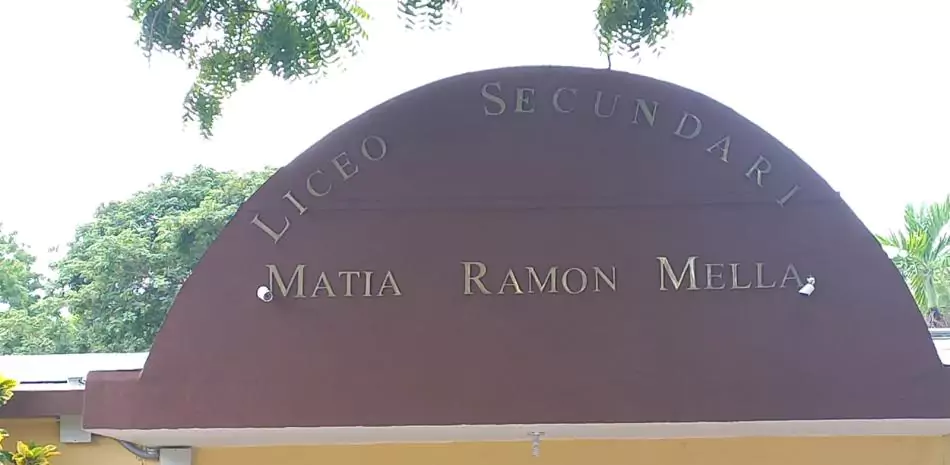 LICEO SECUNDARI
MATIA RAMON MELLA